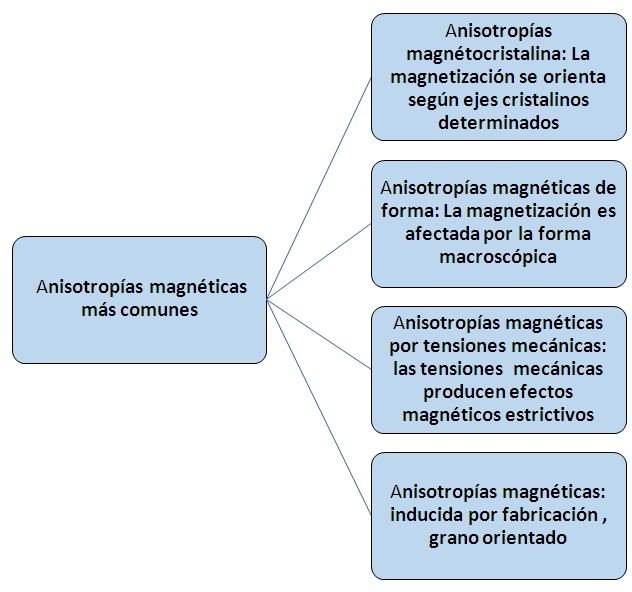 Anisotropías
magnétocristalina: La
magnetización se orienta
según ejes cristalinos
determinados
Anisotropías magnéticas de
forma: La magnetización es
afectada por la forma
macroscópica
Anisotropías magnéticas
más comunes
Anisotropías magnéticas
por tensiones mecánicas:
las tensiones mecánicas
producen efectos
magnéticos estrictivos
Anisotropías magnéticas:
inducida por fabricación ,
grano orientado